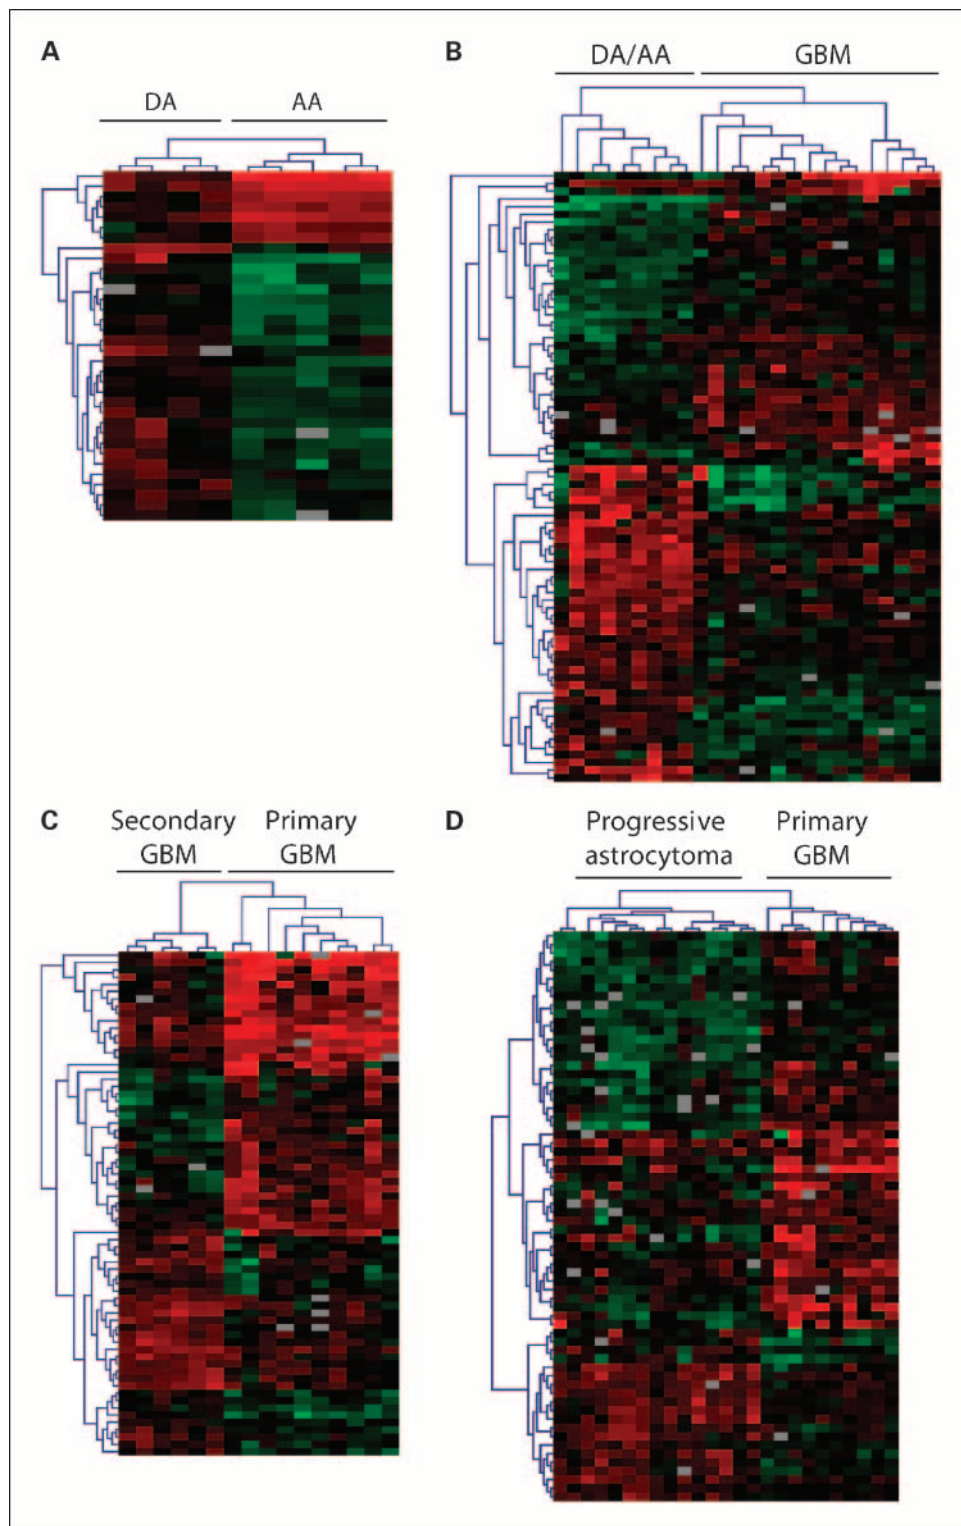 A
DA
AA
B
DA/AA
GBM
C
Secondary
GBM
Primary
GBM
D
Progressive
astrocytoma
Primary
GBM